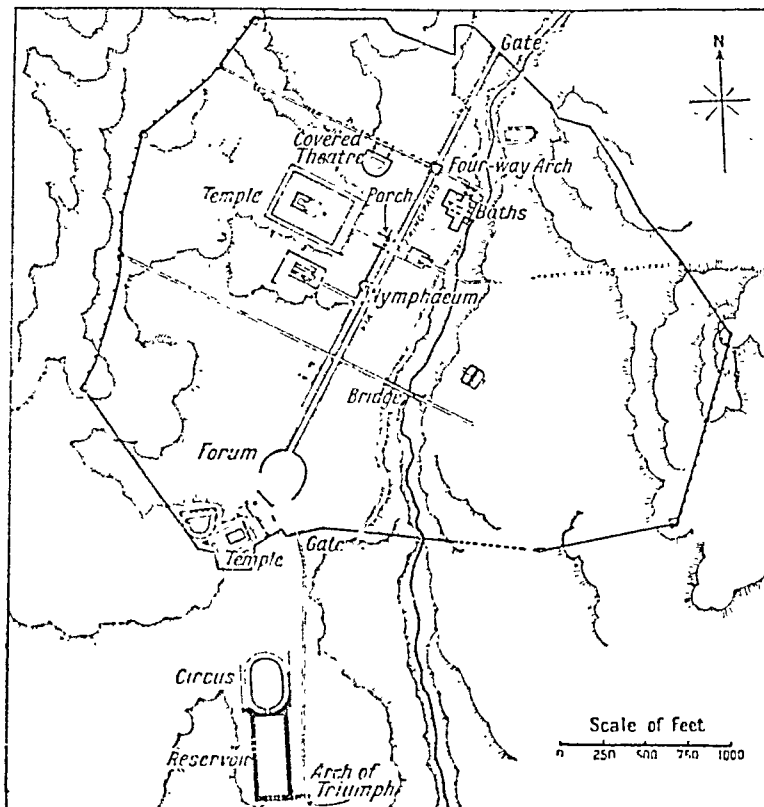 Gate
N
Covered
Theatre
Four-way Arch
Temple
Porch
Baths
Nymphaeum
Bridge
Forum
Temple
Gate
Circus
Reservoir
Arch of
Triumph
Scale of Feet
0 250 500 750 1000